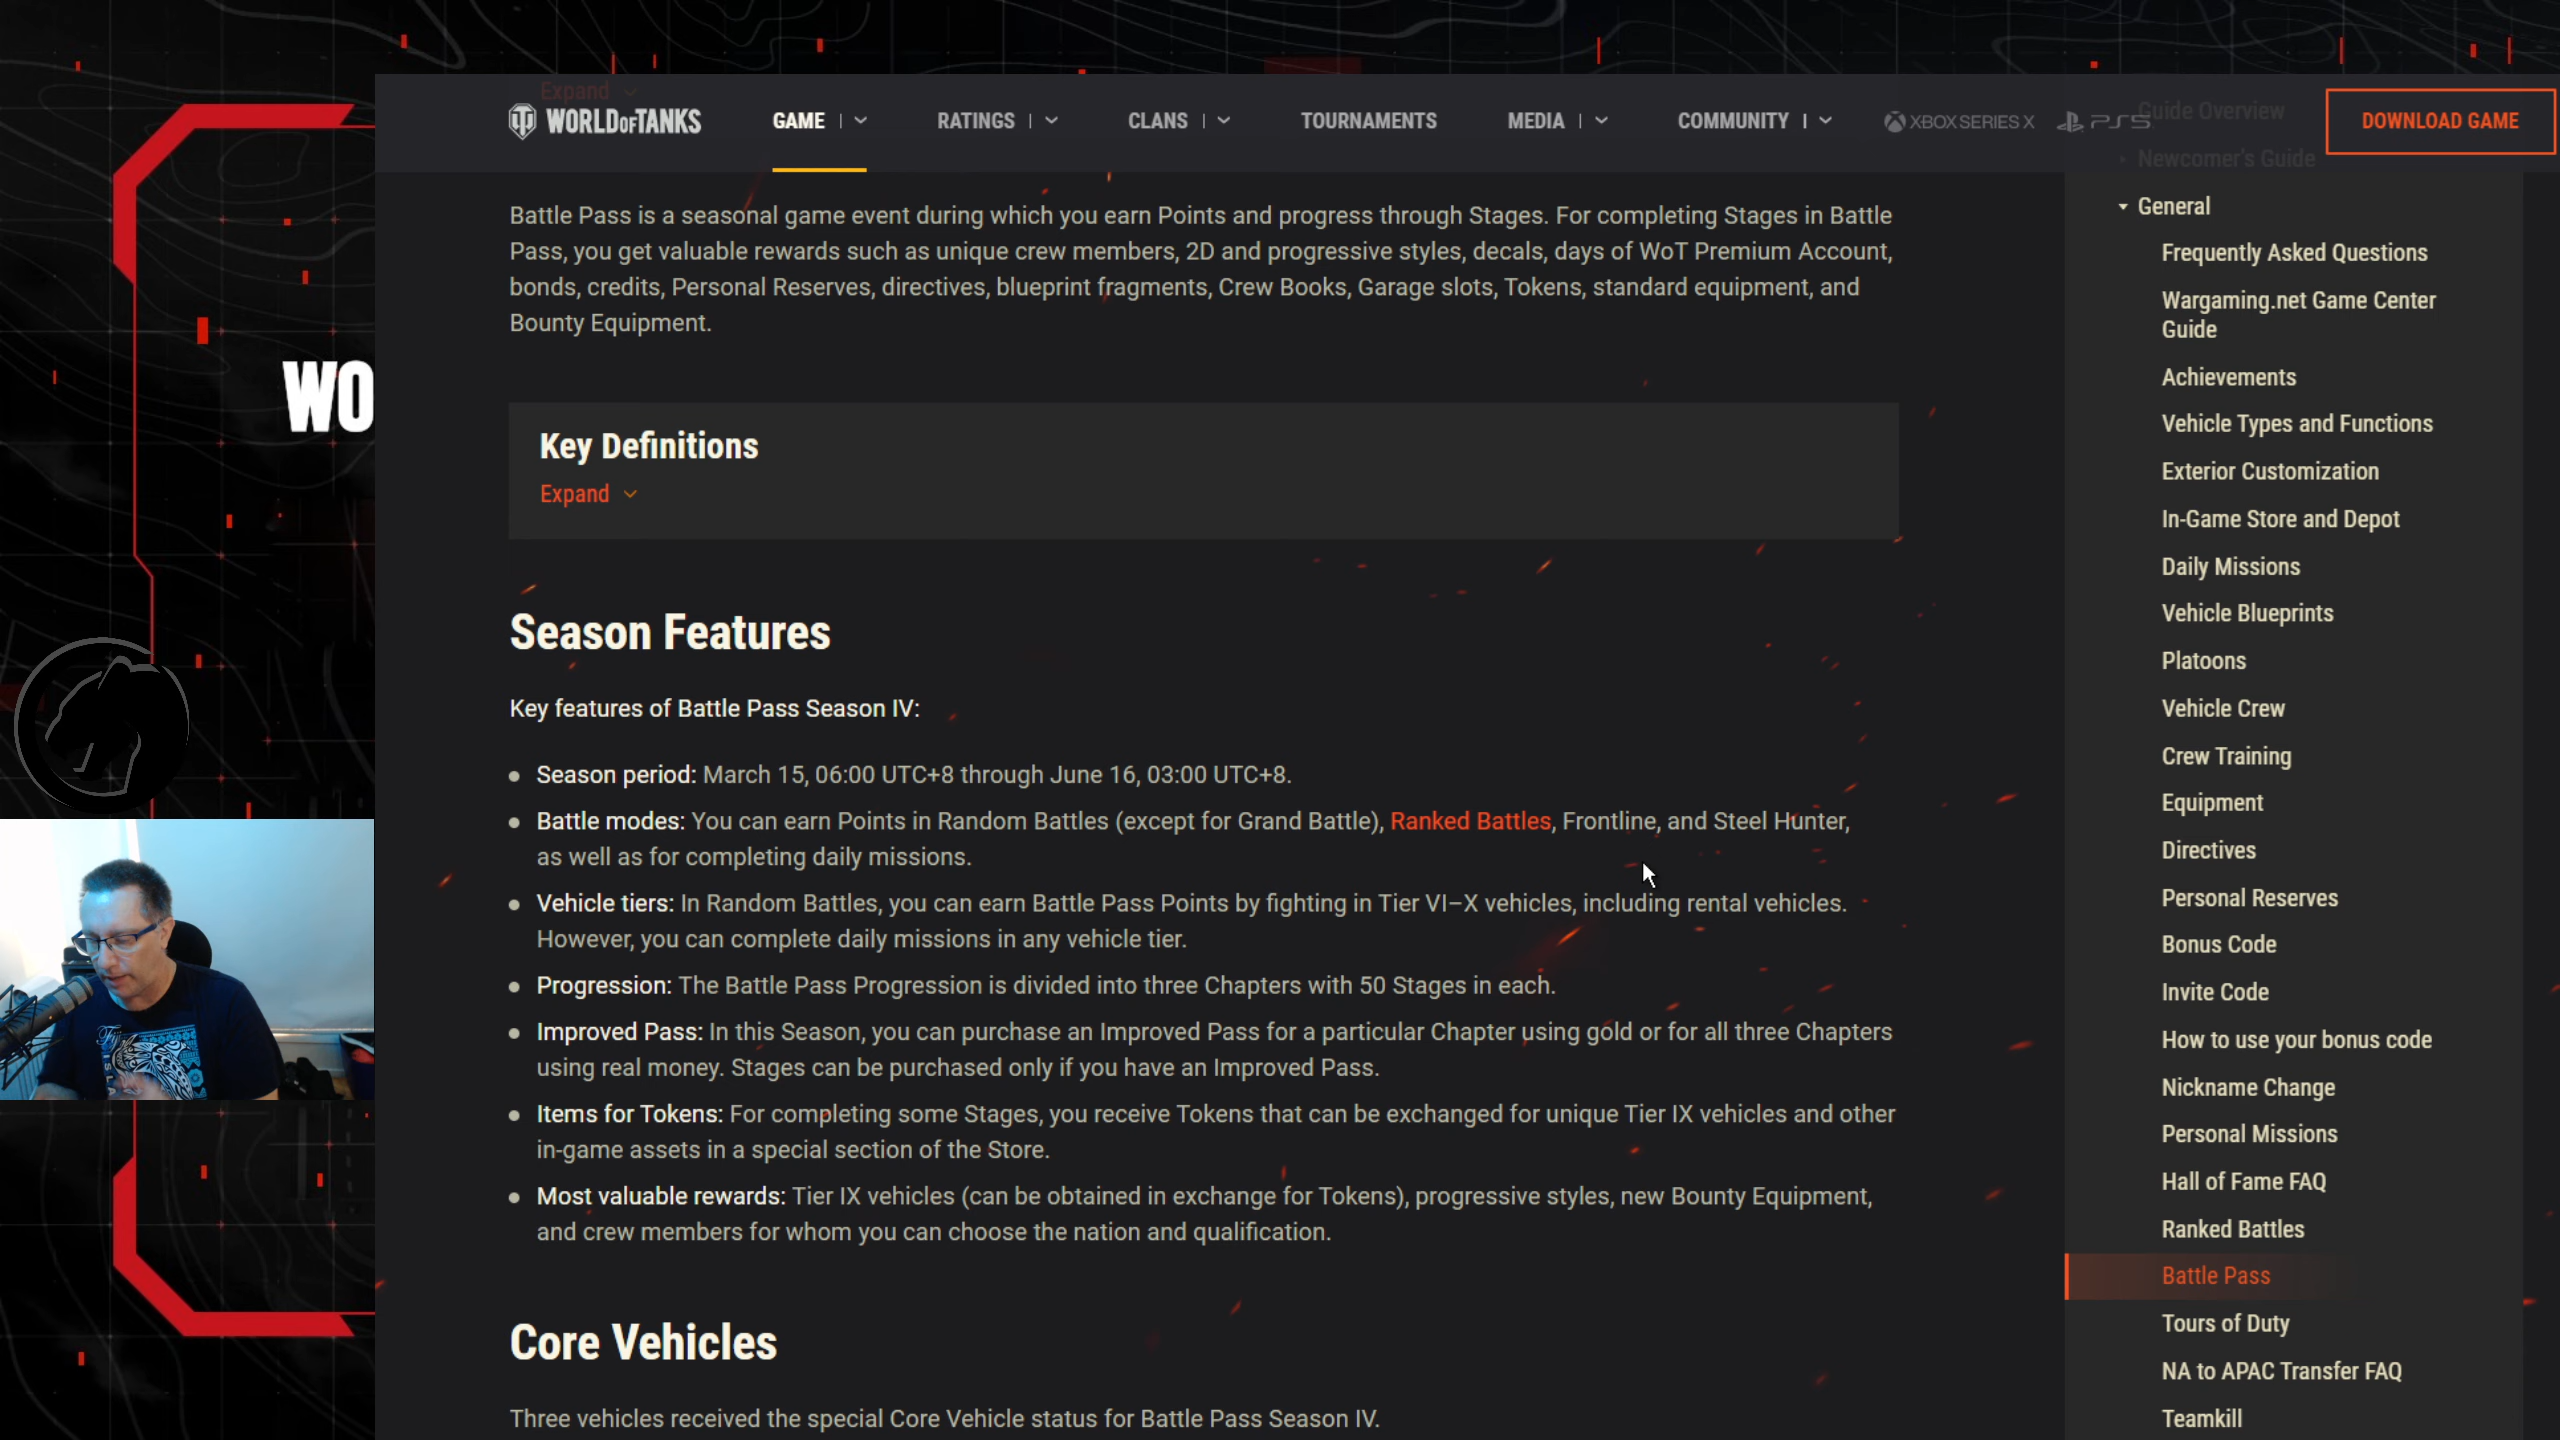 Expand
WORLD OF TANKS
GAME
RATINGS
CLANS
TOURNAMENTS
MEDIA
COMMUNITY
XBOX SERIES X
PS5
DOWNLOAD GAME
Guide Overview
Newcomer's Guide
WO
Battle Pass is a seasonal game event during which you earn Points and progress through Stages. For completing Stages in Battle
Pass, you get valuable rewards such as unique crew members, 2D and progressive styles, decals, days of WoT Premium Account,
bonds, credits, Personal Reserves, directives, blueprint fragments, Crew Books, Garage slots, Tokens, standard equipment, and
Bounty Equipment.
Key Definitions
Expand
Season Features
Key features of Battle Pass Season IV:
Season period: March 15, 06:00 UTC+8 through June 16, 03:00 UTC+8.
Battle modes: You can earn Points in Random Battles (except for Grand Battle), Ranked Battles, Frontline, and Steel Hunter,
as well as for completing daily missions.
Vehicle tiers: In Random Battles, you can earn Battle Pass Points by fighting in Tier VI–X vehicles, including rental vehicles.
However, you can complete daily missions in any vehicle tier.
Progression: The Battle Pass Progression is divided into three Chapters with 50 Stages in each.
Improved Pass: In this Season, you can purchase an Improved Pass for a particular Chapter using gold or for all three Chapters
using real money. Stages can be purchased only if you have an Improved Pass.
Items for Tokens: For completing some Stages, you receive Tokens that can be exchanged for unique Tier IX vehicles and other
in-game assets in a special section of the Store.
Most valuable rewards: Tier IX vehicles (can be obtained in exchange for Tokens), progressive styles, new Bounty Equipment,
and crew members for whom you can choose the nation and qualification.
Core Vehicles
Three vehicles received the special Core Vehicle status for Battle Pass Season IV.
General
Frequently Asked Questions
Wargaming.net Game Center
Guide
Achievements
Vehicle Types and Functions
Exterior Customization
In-Game Store and Depot
Daily Missions
Vehicle Blueprints
Platoons
Vehicle Crew
Crew Training
Equipment
Directives
Personal Reserves
Bonus Code
Invite Code
How to use your bonus code
Nickname Change
Personal Missions
Hall of Fame FAQ
Ranked Battles
Battle Pass
Tours of Duty
NA to APAC Transfer FAQ
Teamkill